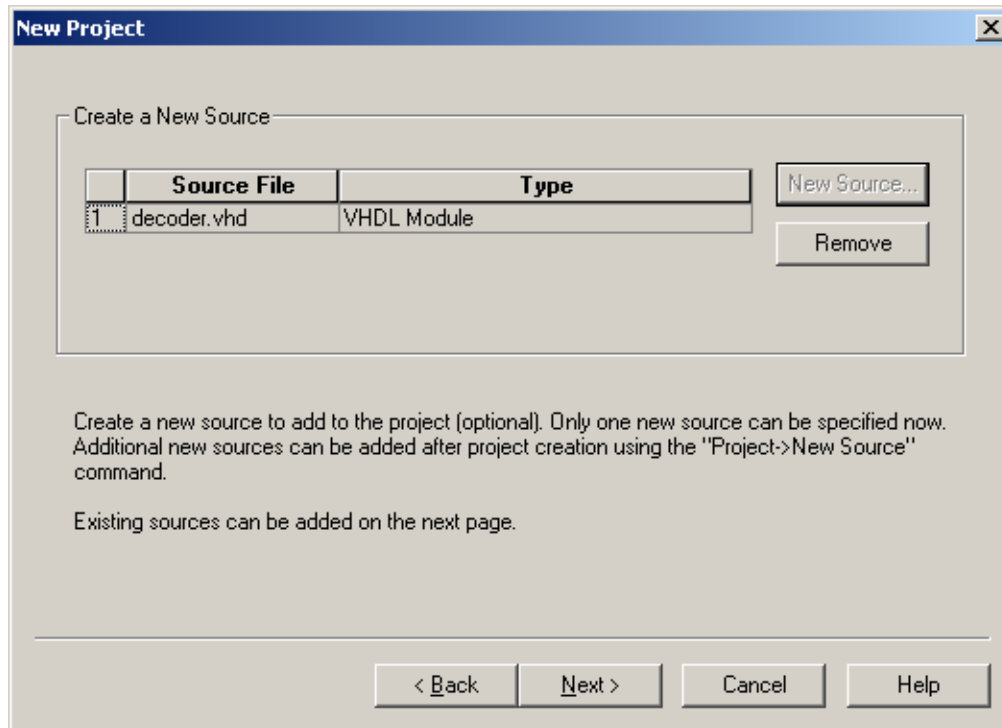 New Project
Create a New Source
Source File Type
1 decoder.vhd VHDL Module
New Source...
Remove
Create a new source to add to the project (optional). Only one new source can be specified now.
Additional new sources can be added after project creation using the "Project->New Source"
command.
Existing sources can be added on the next page.
< Back Next > Cancel Help